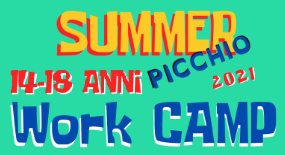 SUMMER
PICCHIO
14-18 ANNi
2021
Work CAMP